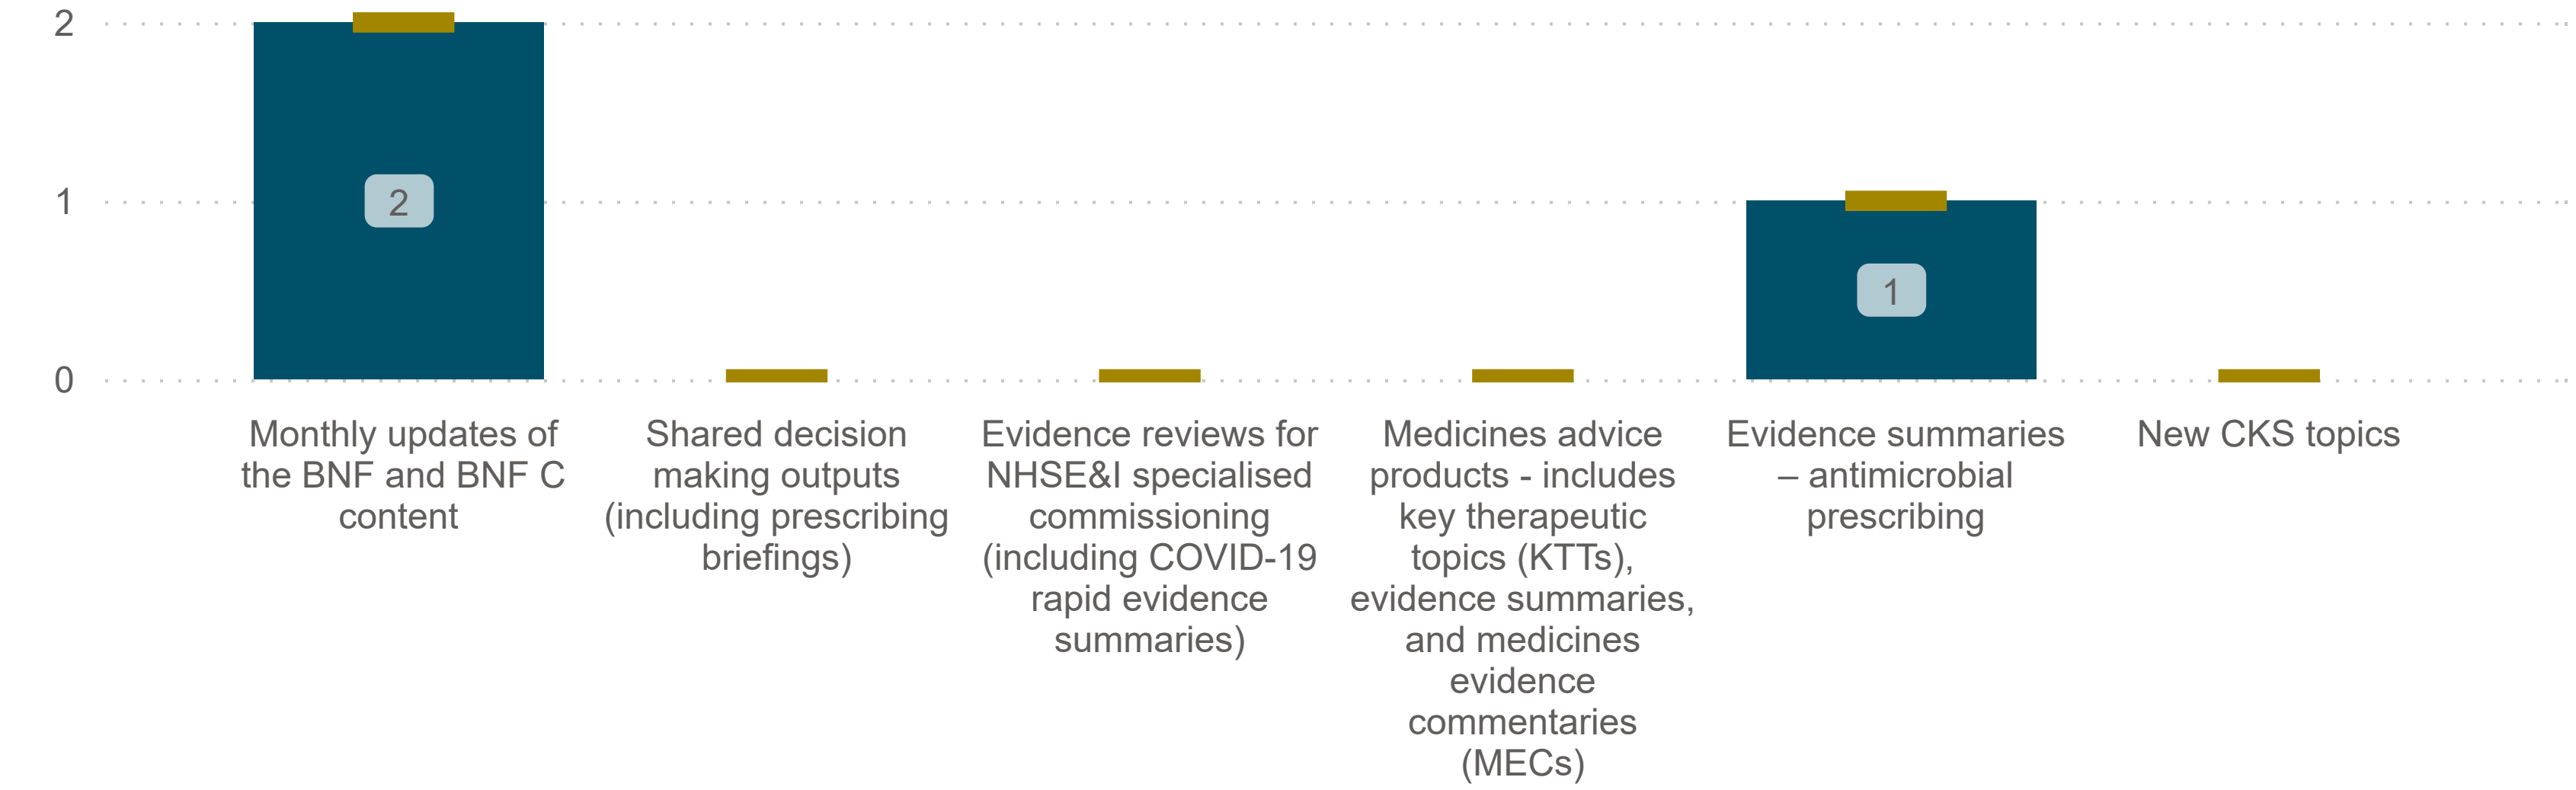 2
1
0
2
1
Monthly updates of
the BNF and BNF C
content
Shared decision
making outputs
(including prescribing
briefings)
Evidence reviews for
NHSE&I specialised
commissioning
(including COVID-19
rapid evidence
summaries)
Medicines advice
products - includes
key therapeutic
topics (KTTs),
evidence summaries,
and medicines
evidence
commentaries
(MECs)
Evidence summaries
– antimicrobial
prescribing
New CKS topics